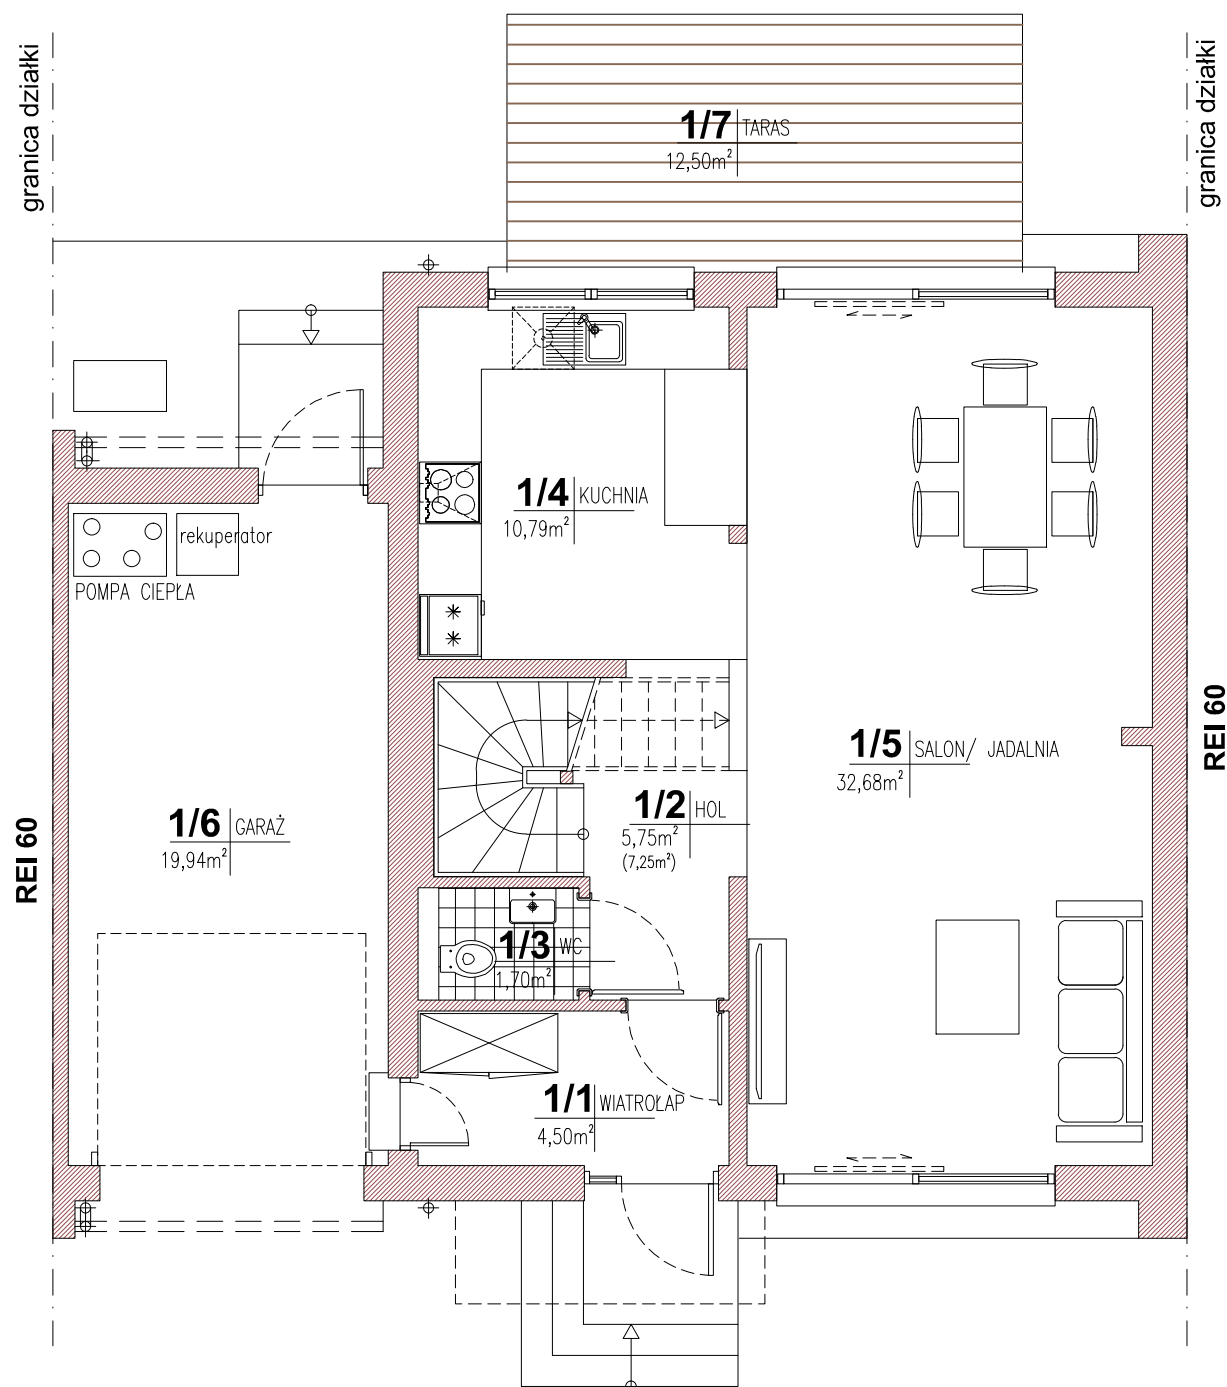 granica działki
granica działki
1/7 TARAS
12,50m²
1/4 KUCHNIA
10,79m²
rekuperator
POMPA CIEPŁA
1/5 SALON/ JADALNIA
32,68m²
REI 60
1/2 HOL
5,75m²
(7,25m²)
1/6 GARAŻ
19,94m²
REI 60
1/3 WC
1,70m²
1/1 WIATROŁAP
4,50m²